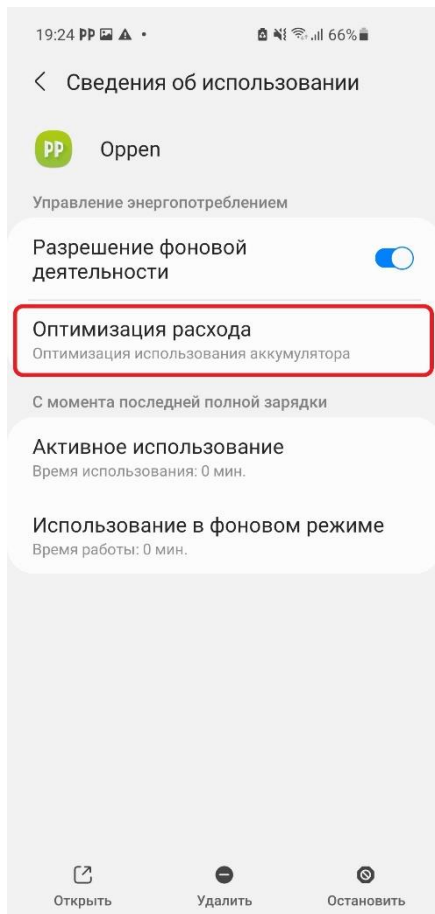 19:24 PP 66%
Сведения об использовании
PP Oppen
Управление энергопотреблением
Разрешение фоновой
деятельности
Оптимизация расхода
Оптимизация использования аккумулятора
С момента последней полной зарядки
Активное использование
Время использования: 0 мин.
Использование в фоновом режиме
Время работы: 0 мин.
Открыть Удалить Остановить